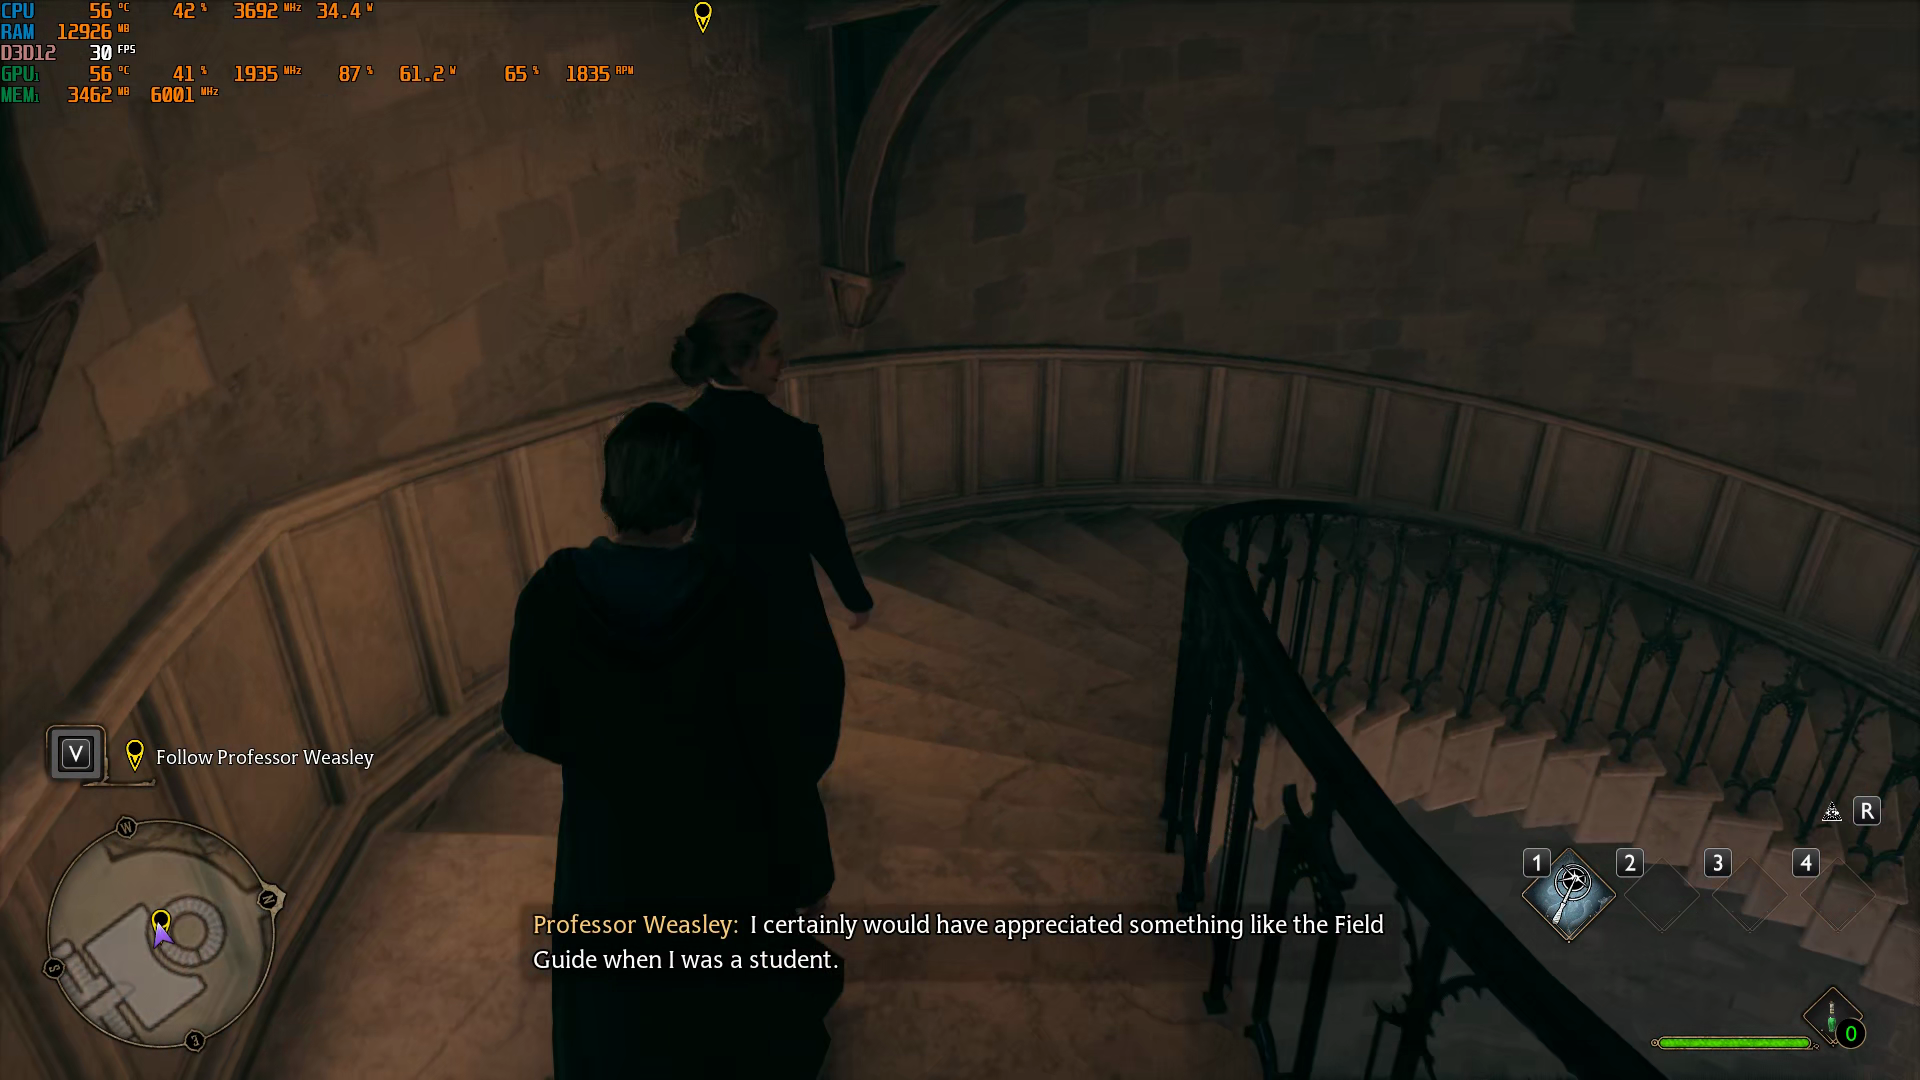 CPU 56 °C 42 % 3692 MHz 34.4 W
RAM 12926 MB
D3D12 30 FPS
GPU1 56 °C 41 % 1935 MHz 87 % 61.2 W 65 % 1835 RPM
MEM1 3462 MB 6001 MHz
V Follow Professor Weasley
W
N
S
E
R
1 2 3 4
Professor Weasley: I certainly would have appreciated something like the Field
Guide when I was a student.
0